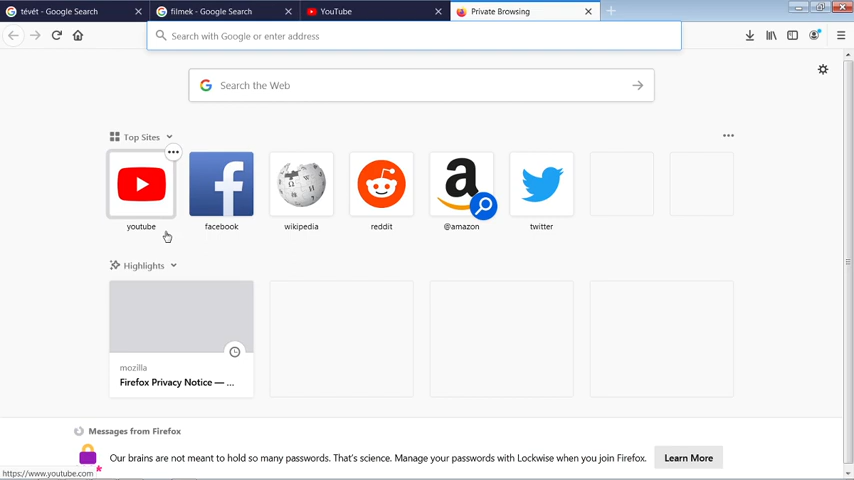 tévét - Google Search
filmek - Google Search
YouTube
Private Browsing
Search with Google or enter address
Search the Web
Top Sites
youtube
facebook
wikipedia
reddit
@amazon
twitter
Highlights
mozilla
Firefox Privacy Notice — ...
Messages from Firefox
Our brains are not meant to hold so many passwords. That's science. Manage your passwords with Lockwise when you join Firefox.
Learn More
https://www.youtube.com